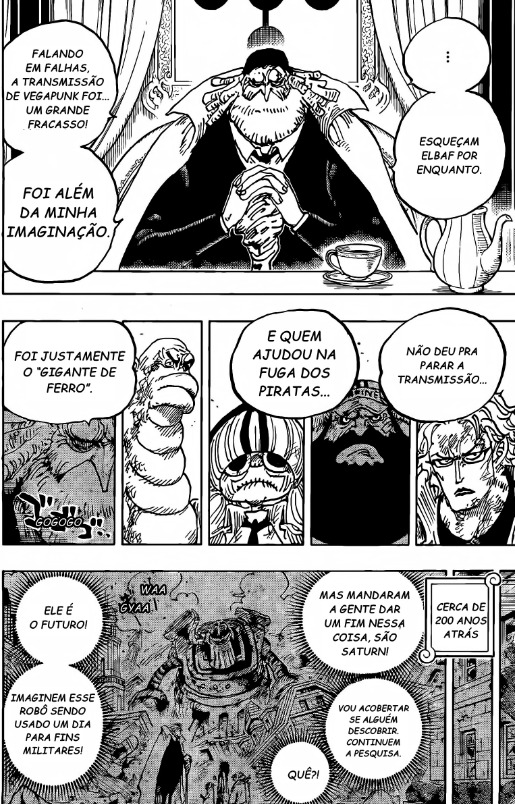 ...
ESQUEÇAM
ELBAF POR
ENQUANTO.
FALANDO
EM FALHAS,
A TRANSMISSÃO
DE VEGAPUNK FOI...
UM GRANDE
FRACASSO!
FOI ALÉM
DA MINHA
IMAGINAÇÃO.
NÃO DEU PRA
PARAR A
TRANSMISSÃO...
E QUEM
AJUDOU NA
FUGA DOS
PIRATAS...
FOI JUSTAMENTE
O "GIGANTE DE
FERRO".
GOGOGO
CERCA DE
200 ANOS
ATRÁS
MAS MANDARAM
A GENTE DAR
UM FIM NESSA
COISA, SÃO
SATURN!
VOU ACOBERTAR
SE ALGUÉM
DESCOBRIR.
CONTINUEM
A PESQUISA.
QUÊ?!
WAA
GYAA!
ELE É
O FUTURO!
IMAGINEM ESSE
ROBÔ SENDO
USADO UM DIA
PARA FINS
MILITARES!